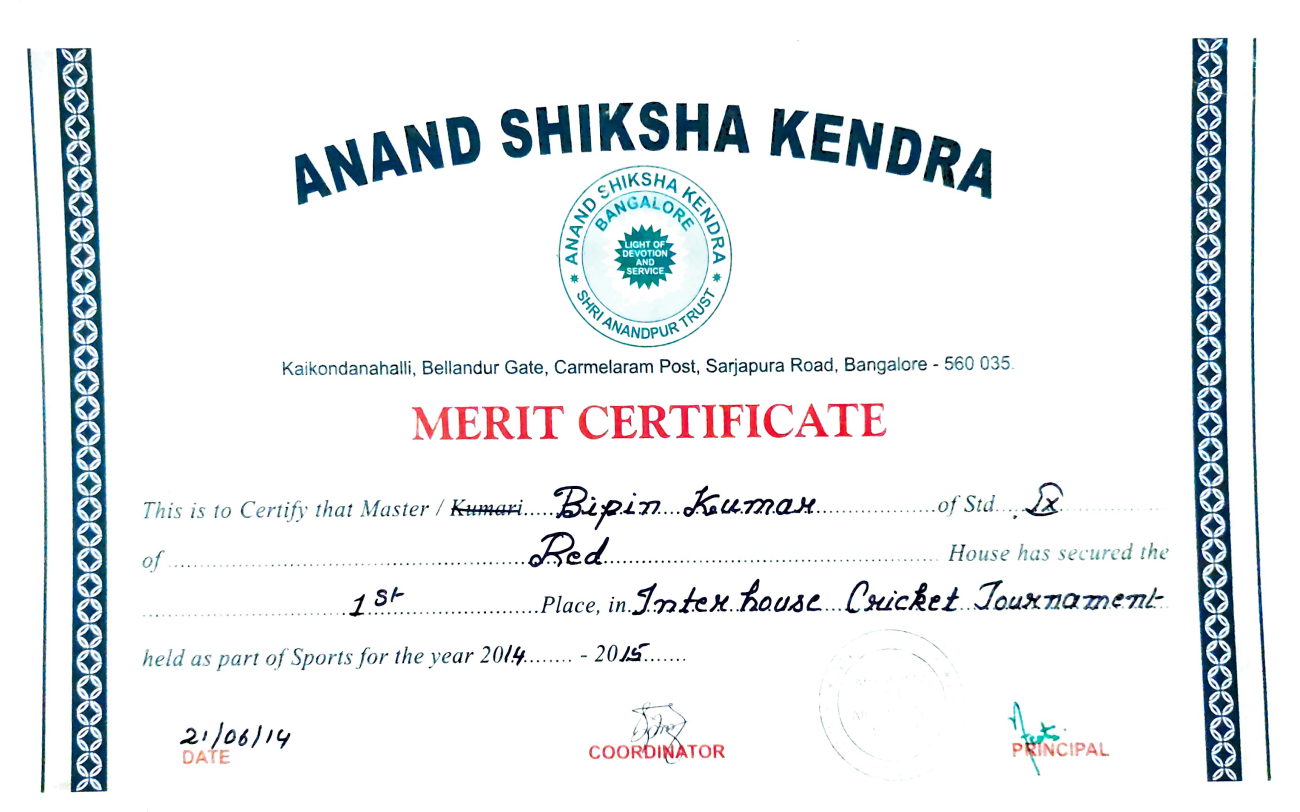 ANAND SHIKSHA KENDRA
ANAND SHIKSHA KENDRA
BANGALORE
LIGHT OF
DEVOTION
AND
SERVICE
SHRI ANANDPUR TRUST
Kaikondanahalli, Bellandur Gate, Carmelaram Post, Sarjapura Road, Bangalore - 560 035.
MERIT CERTIFICATE
This is to Certify that Master / Kumari.....Bipin Kumar..................of Std....IX
of ...............Red............... House has secured the
...............1st...............Place, in.Inter house Cricket Tournament
held as part of Sports for the year 2014........ - 2015.......
21/06/14
DATE
COORDINATOR
PRINCIPAL